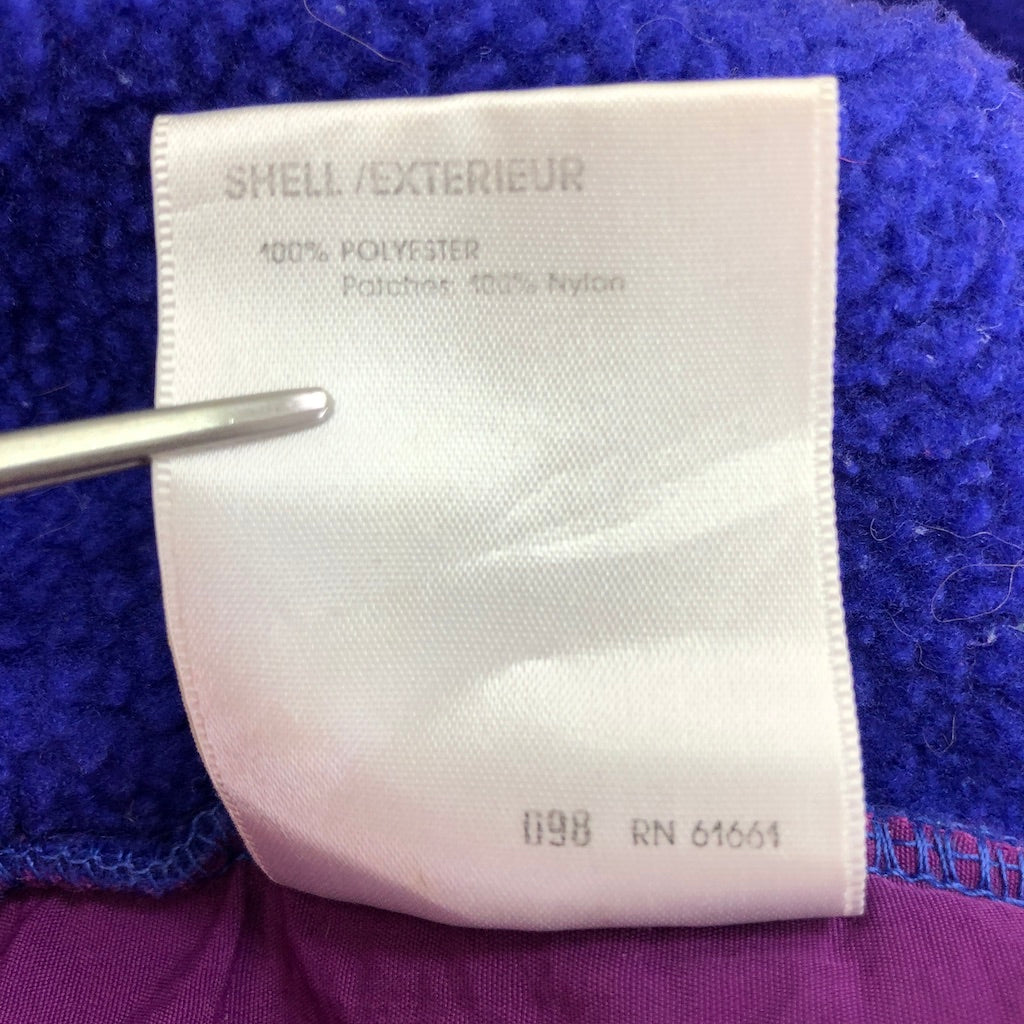 SHELL / EXTERIEUR
100% POLYESTER
Patches: 100% Nylon
098 RN 61661